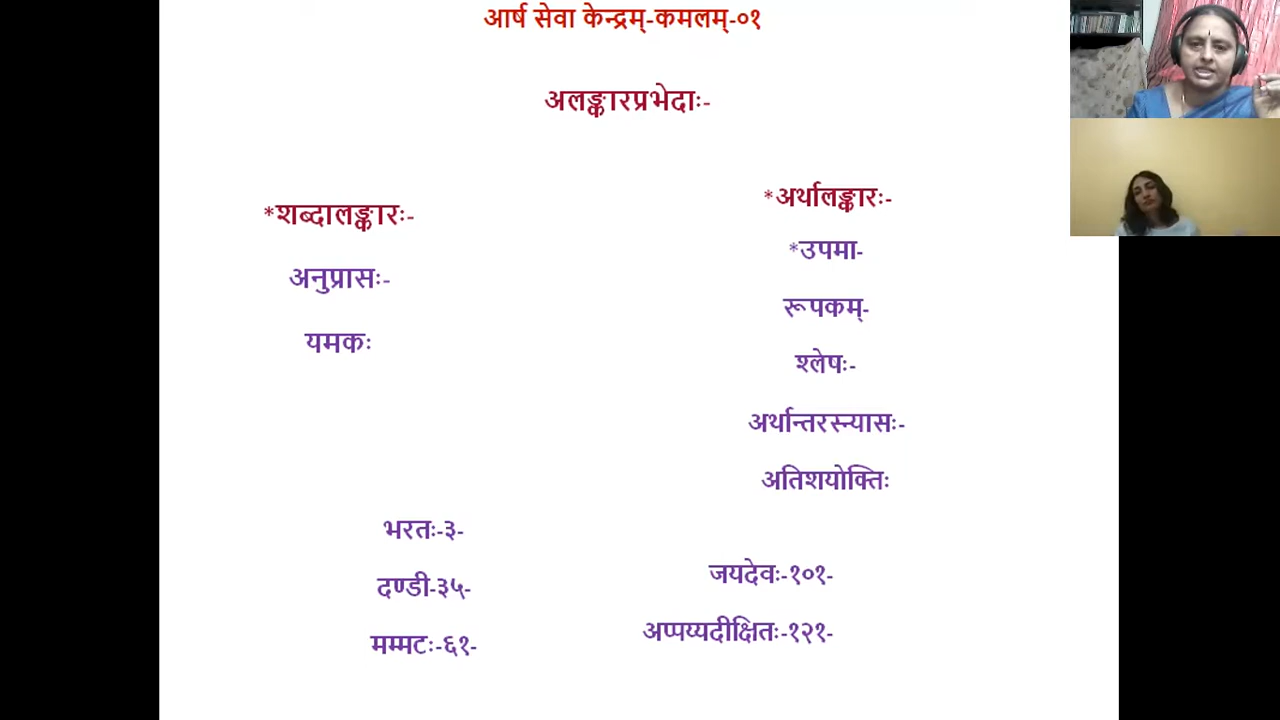 आर्ष सेवा केन्द्रम्-कमलम्-०१
अलङ्कारप्रभेदाः-
*शब्दालङ्कारः-
अनुप्रासः-
यमकः
*अर्थालङ्कारः-
*उपमा-
रूपकम्-
श्लेषः-
अर्थान्तरस्न्यासः-
अतिशयोक्तिः
भरतः-३-
दण्डी-३५-
मम्मटः-६१-
जयदेवः-१०१-
अप्पय्यदीक्षितः-१२१-